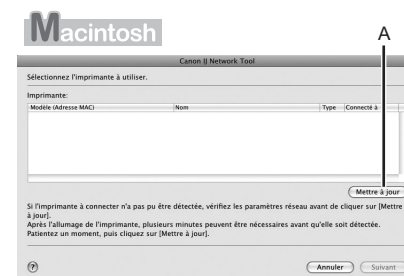 Macintosh
A
Canon IJ Network Tool
Sélectionnez l'imprimante à utiliser.
Imprimante:
Modèle (Adresse MAC) Nom Type Connecté à
Mettre à jour
Si l'imprimante à connecter n'a pas pu être détectée, vérifiez les paramètres réseau avant de cliquer sur [Mettre
à jour].
Après l'allumage de l'imprimante, plusieurs minutes peuvent être nécessaires avant qu'elle soit détectée.
Patientez un moment, puis cliquez sur [Mettre à jour].
? Annuler Suivant